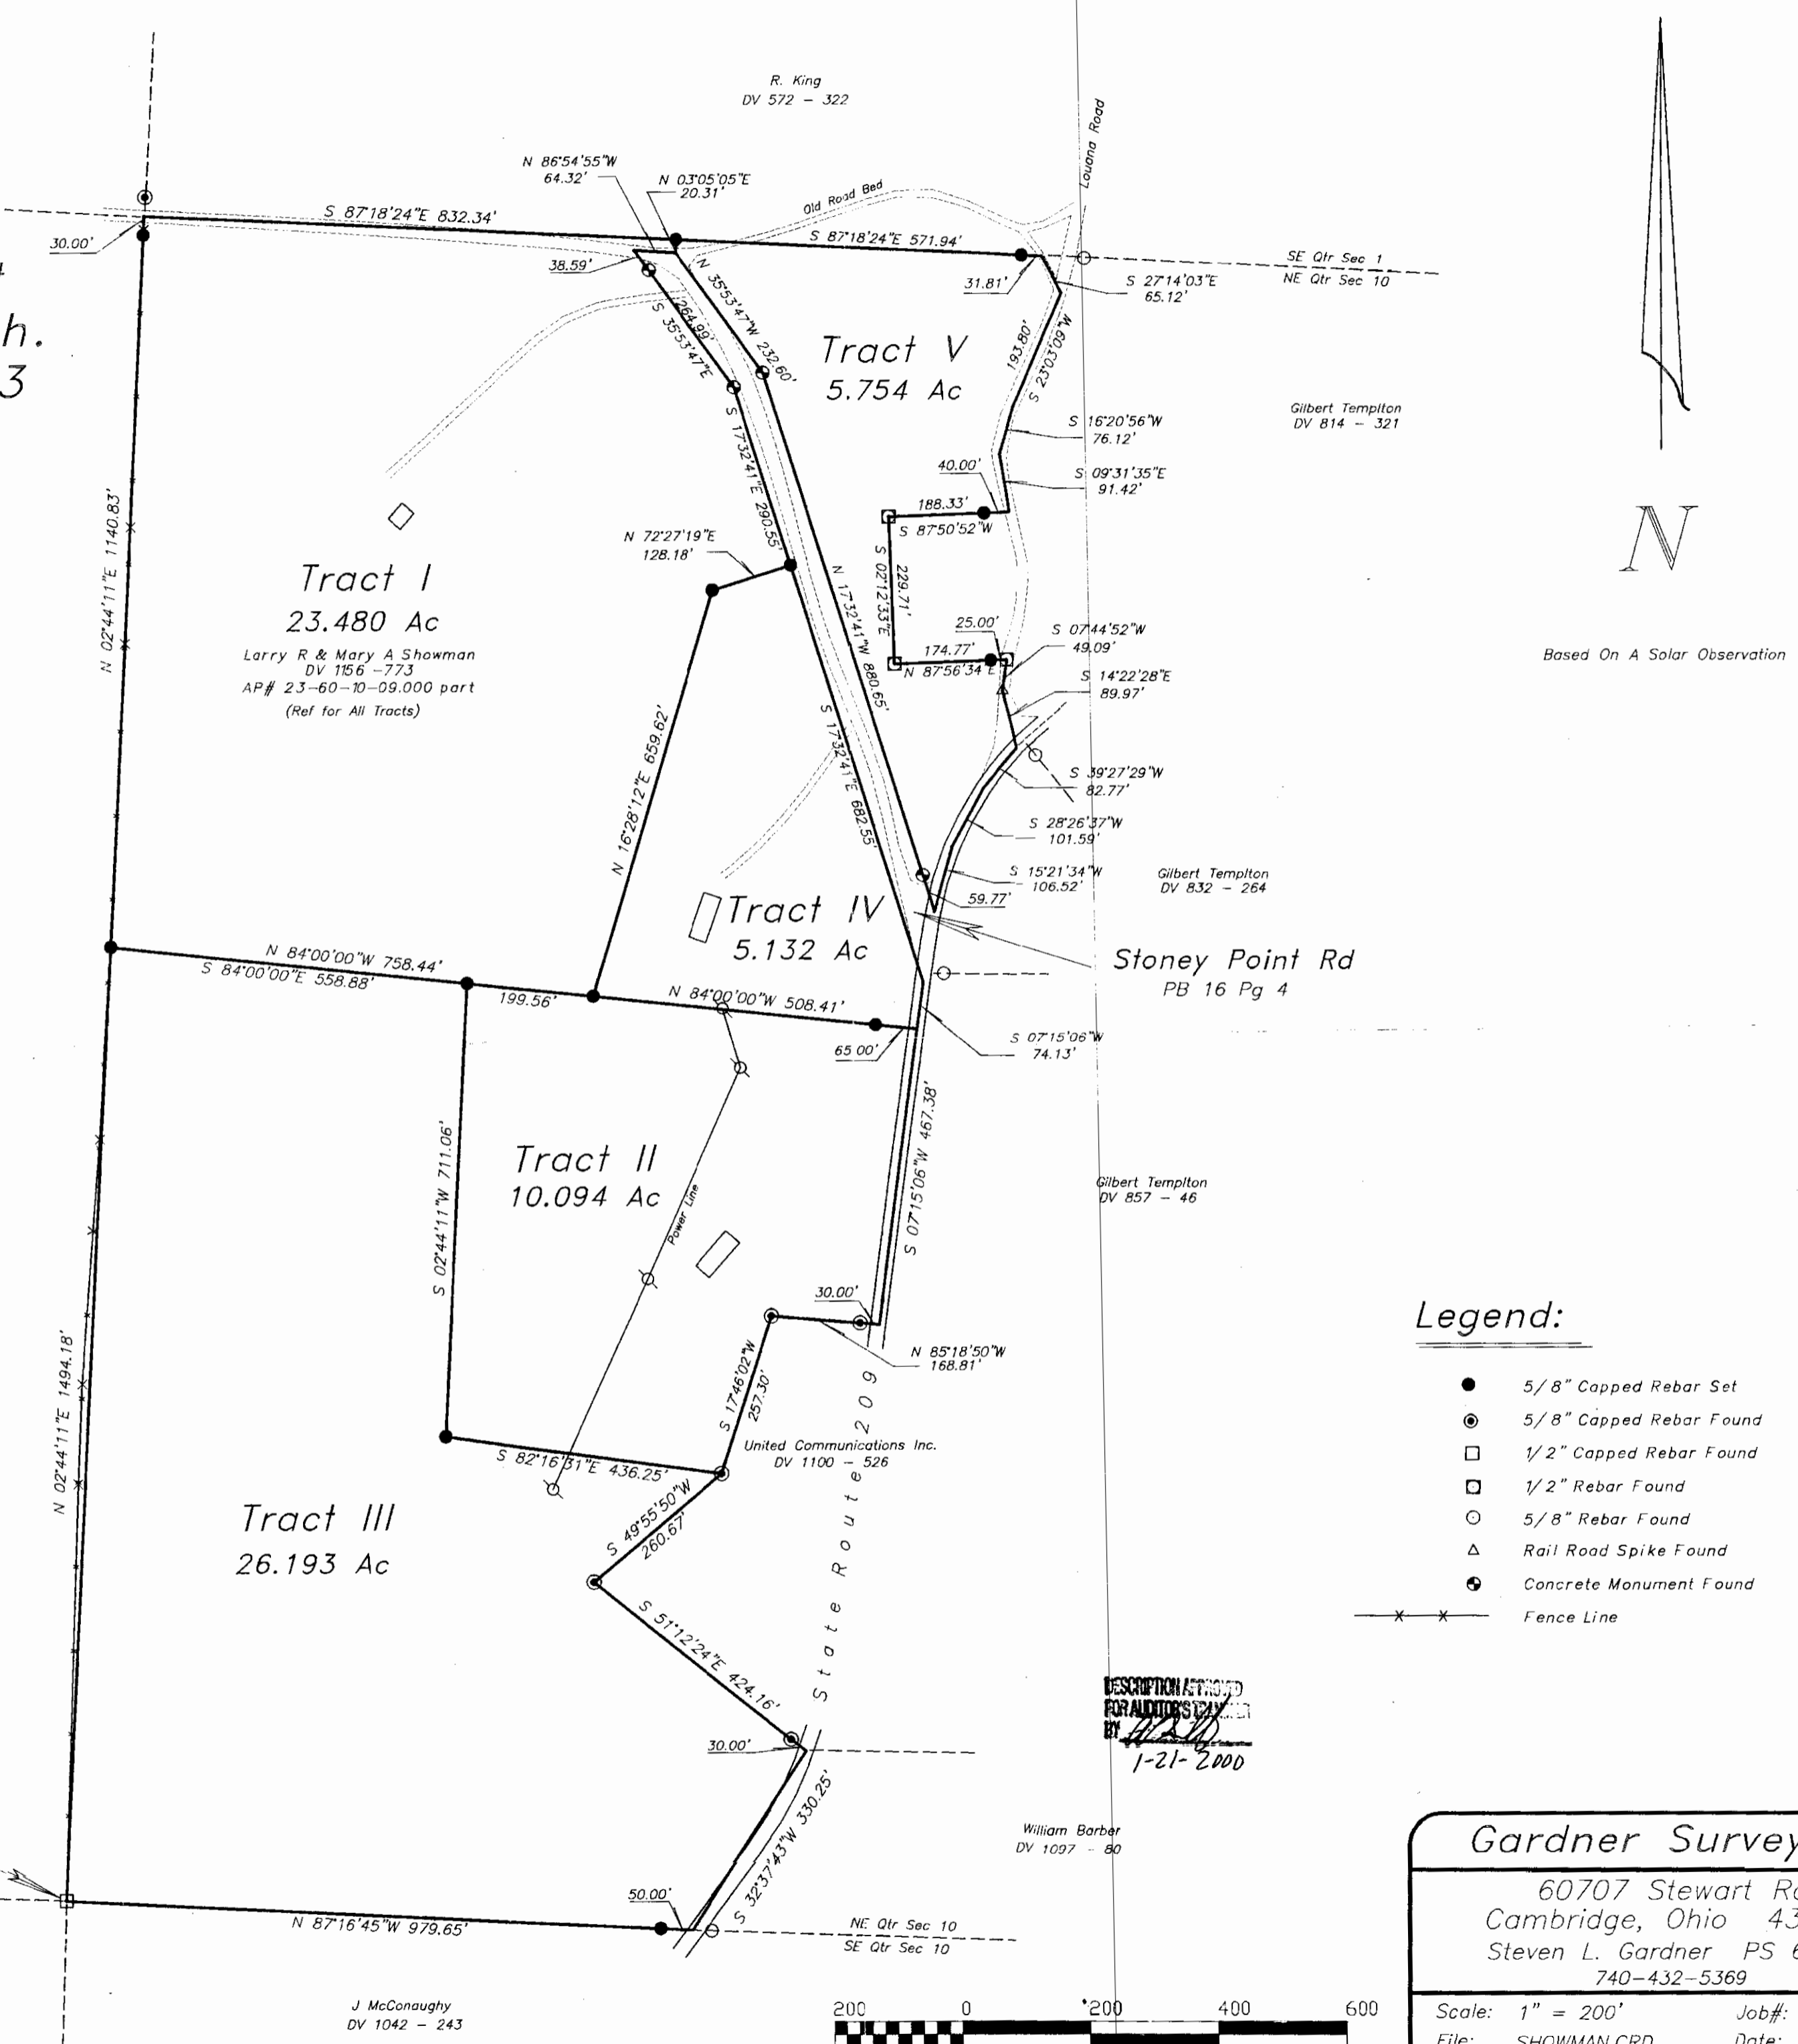 R. King
DV 572 - 322
Louana Road
N 86°54'55"W
64.32'
N 03°05'05"E
20.31'
Old Road Bed
S 87°18'24"E 832.34'
S 87°18'24"E 571.94'
30.00'
38.59'
31.81'
SE Qtr Sec 1
NE Qtr Sec 10
S 27°14'03"E
65.12'
h.
3
N 35°53'47"W 232.60'
264.99'
S 35°53'47"E
Tract V
5.754 Ac
193.80'
S 23°03'09"W
Gilbert Templton
DV 814 - 321
S 16°20'56"W
76.12'
S 17°32'41"E 290.55'
40.00'
S 09°31'35"E
91.42'
188.33'
S 87°50'52"W
N 02°44'11"E 1140.83'
N 72°27'19"E
128.18'
N
Tract I
23.480 Ac
Larry R & Mary A Showman
DV 1156 -773
AP# 23-60-10-09.000 part
(Ref for All Tracts)
S 02°12'33"E
229.71'
N 17°32'41"W 880.65'
25.00'
S 07°44'52"W
49.09'
174.77'
N 87°56'34"E
S 14°22'28"E
89.97'
Based On A Solar Observation
N 16°28'12"E 659.62'
S 17°32'41"E 682.55'
S 39°27'29"W
82.77'
S 28°26'37"W
101.59'
S 15°21'34"W
106.52'
59.77'
Gilbert Templton
DV 832 - 264
Tract IV
5.132 Ac
Stoney Point Rd
PB 16 Pg 4
N 84°00'00"W 758.44'
S 84°00'00"E 558.88'
199.56'
N 84°00'00"W 508.41'
65.00'
S 07°15'06"W
74.13'
S 02°44'11"W 711.06'
Tract II
10.094 Ac
Power Line
S 07°15'06"W 467.38'
Gilbert Templton
DV 857 - 46
30.00'
N 85°18'50"W
168.81'
Legend:
5/8" Capped Rebar Set
5/8" Capped Rebar Found
1/2" Capped Rebar Found
1/2" Rebar Found
5/8" Rebar Found
Rail Road Spike Found
Concrete Monument Found
Fence Line
N 02°44'11"E 1494.18'
S 17°46'02"W
257.30'
United Communications Inc.
DV 1100 - 526
S 82°16'31"E 436.25'
S 49°55'50"W
260.67'
State Route 209
Tract III
26.193 Ac
S 51°12'24"E 424.16'
30.00'
DESCRIPTION APPROVED
FOR AUDITOR'S TRANSFER
BY
1-21-2000
S 32°37'43"W 330.25'
William Barber
DV 1097 - 80
50.00'
N 87°16'45"W 979.65'
NE Qtr Sec 10
SE Qtr Sec 10
J McConaughy
DV 1042 - 243
200 0 200 400 600
Gardner Survey
60707 Stewart R
Cambridge, Ohio 43
Steven L. Gardner PS 6
740-432-5369
Scale: 1" = 200' Job#:
File: SHOWMAN.CRD Date: